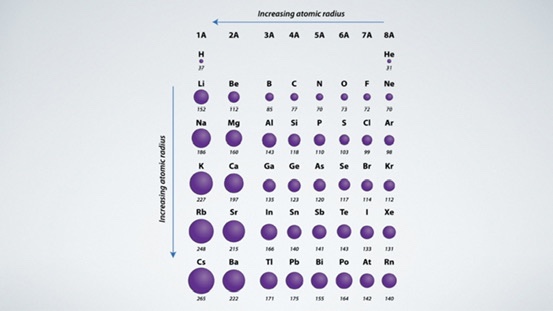 Increasing atomic radius
1A 2A 3A 4A 5A 6A 7A 8A
H He
37 31
Li Be B C N O F Ne
152 112 85 77 70 73 72 70
Na Mg Al Si P S Cl Ar
186 160 143 118 110 103 99 98
K Ca Ga Ge As Se Br Kr
227 197 135 123 120 117 114 112
Rb Sr In Sn Sb Te I Xe
248 215 166 140 141 143 133 131
Cs Ba Tl Pb Bi Po At Rn
265 222 171 175 155 164 142 140
Increasing atomic radius